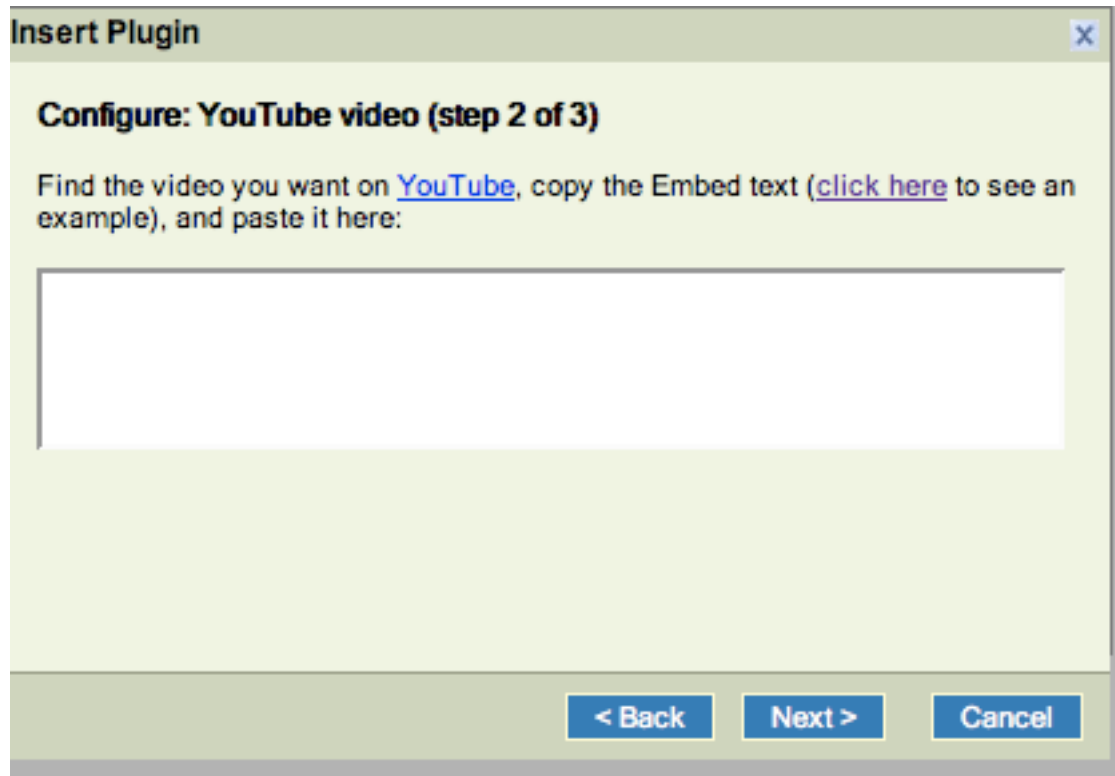 Insert Plugin
x
Configure: YouTube video (step 2 of 3)
Find the video you want on YouTube, copy the Embed text (click here to see an
example), and paste it here:
< Back Next > Cancel